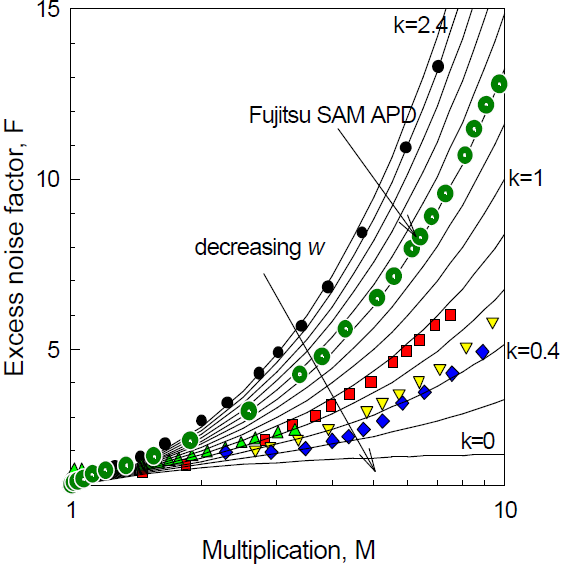 15
k=2.4
Fujitsu SAM APD
10
k=1
decreasing w
5
k=0.4
k=0
1
10
Multiplication, M
Excess noise factor, F